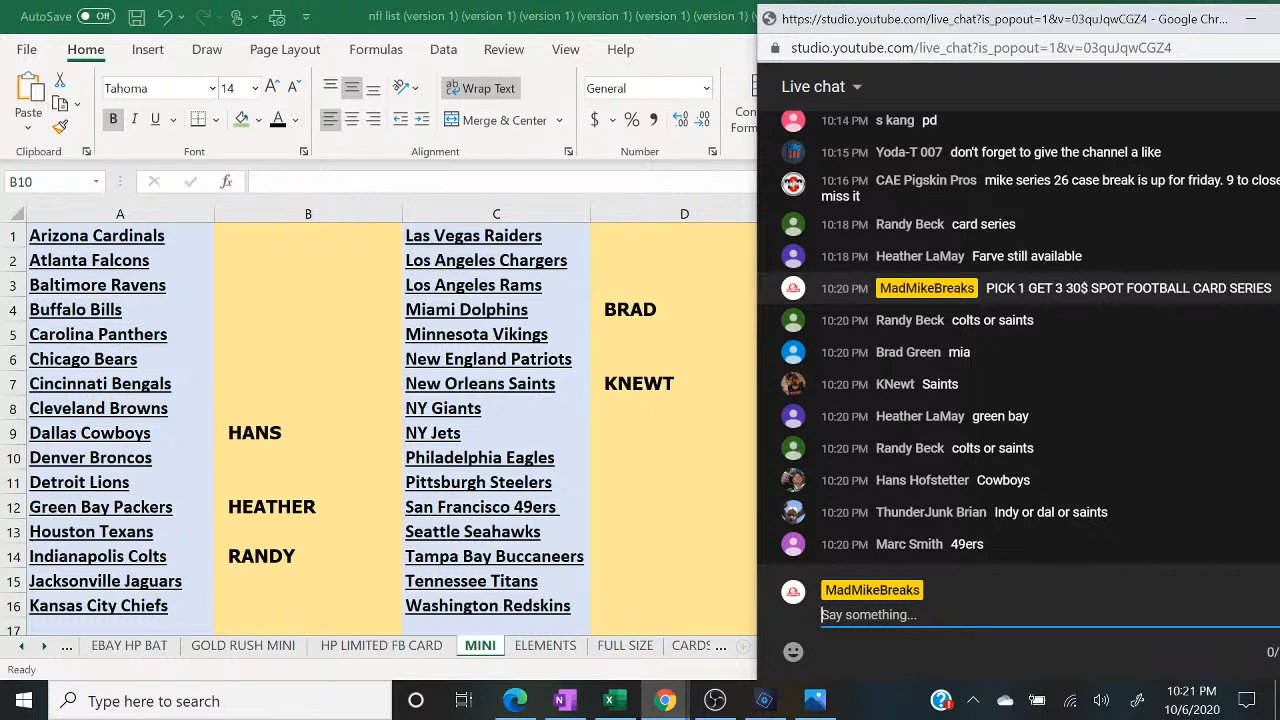 AutoSave Off nfl list (version 1) (version 1)
https://studio.youtube.com/live_chat?is_popout=1&v=03quJqwCGZ4 - Google Chr...
studio.youtube.com/live_chat?is_popout=1&v=03quJqwCGZ4
File Home Insert Draw Page Layout Formulas Data Review View Help
Paste
Tahoma 14
Wrap Text
General
Merge & Center
Co
Form
Clipboard Font Alignment Number
B10
A B C D
1 Arizona Cardinals Las Vegas Raiders
2 Atlanta Falcons Los Angeles Chargers
3 Baltimore Ravens Los Angeles Rams
4 Buffalo Bills Miami Dolphins BRAD
5 Carolina Panthers Minnesota Vikings
6 Chicago Bears New England Patriots
7 Cincinnati Bengals New Orleans Saints KNEWT
8 Cleveland Browns NY Giants
9 Dallas Cowboys HANS NY Jets
10 Denver Broncos Philadelphia Eagles
11 Detroit Lions Pittsburgh Steelers
12 Green Bay Packers HEATHER San Francisco 49ers
13 Houston Texans Seattle Seahawks
14 Indianapolis Colts RANDY Tampa Bay Buccaneers
15 Jacksonville Jaguars Tennessee Titans
16 Kansas City Chiefs Washington Redskins
17
... EBAY HP BAT GOLD RUSH MINI HP LIMITED FB CARD MINI ELEMENTS FULL SIZE CARDS ...
Ready
Live chat
10:14 PM s kang pd
10:15 PM Yoda-T 007 don't forget to give the channel a like
10:16 PM CAE Pigskin Pros mike series 26 case break is up for friday. 9 to close
miss it
10:18 PM Randy Beck card series
10:18 PM Heather LaMay Farve still available
10:20 PM MadMikeBreaks PICK 1 GET 3 30$ SPOT FOOTBALL CARD SERIES
10:20 PM Randy Beck colts or saints
10:20 PM Brad Green mia
10:20 PM KNewt Saints
10:20 PM Heather LaMay green bay
10:20 PM Randy Beck colts or saints
10:20 PM Hans Hofstetter Cowboys
10:20 PM ThunderJunk Brian Indy or dal or saints
10:20 PM Marc Smith 49ers
MadMikeBreaks
Say something...
0/
Type here to search
10:21 PM
10/6/2020